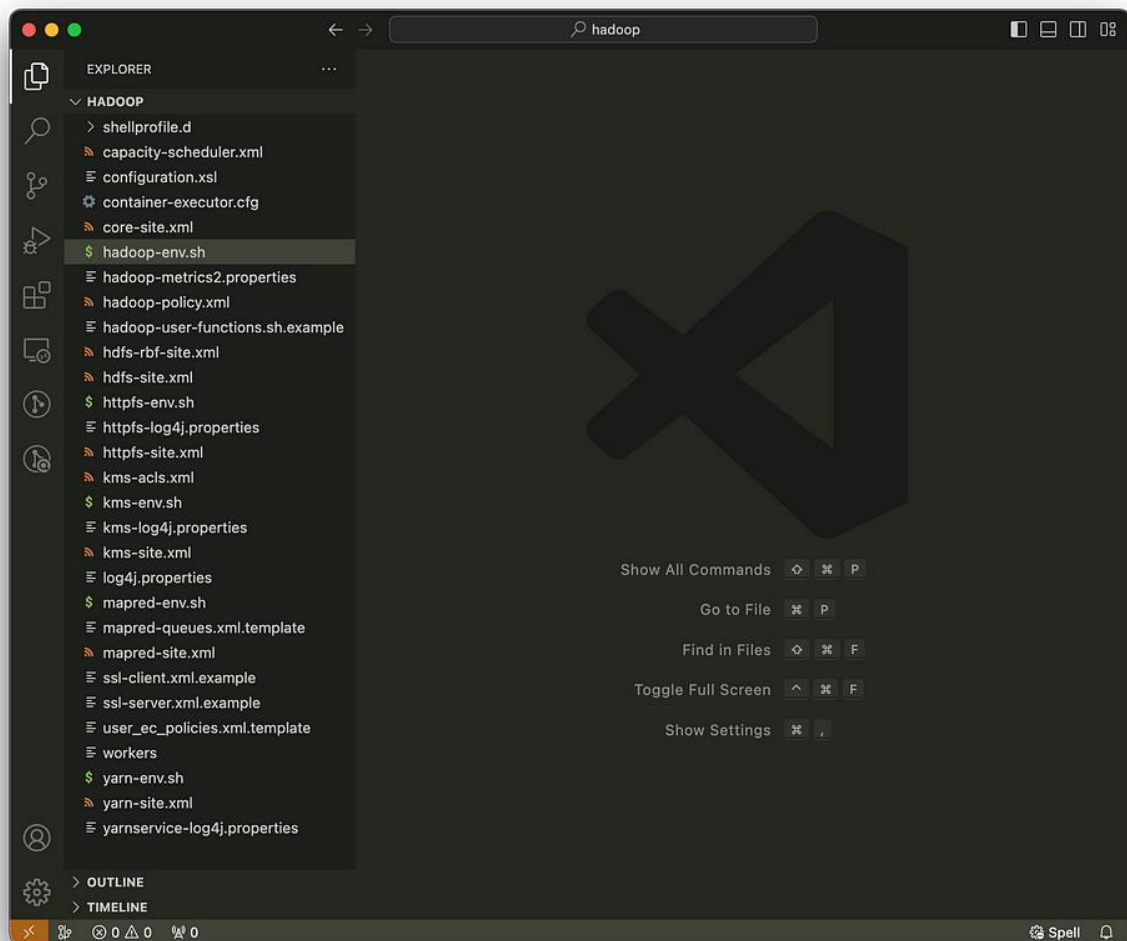 hadoop
EXPLORER
HADOOP
shellprofile.d
capacity-scheduler.xml
configuration.xsl
container-executor.cfg
core-site.xml
$ hadoop-env.sh
hadoop-metrics2.properties
hadoop-policy.xml
hadoop-user-functions.sh.example
hdfs-rbf-site.xml
hdfs-site.xml
$ httpfs-env.sh
httpfs-log4j.properties
httpfs-site.xml
kms-acls.xml
$ kms-env.sh
kms-log4j.properties
kms-site.xml
log4j.properties
$ mapred-env.sh
mapred-queues.xml.template
mapred-site.xml
ssl-client.xml.example
ssl-server.xml.example
user_ec_policies.xml.template
workers
$ yarn-env.sh
yarn-site.xml
yarnservice-log4j.properties
OUTLINE
TIMELINE
Show All Commands ⇧ ⌘ P
Go to File ⌘ P
Find in Files ⇧ ⌘ F
Toggle Full Screen ^ ⌘ F
Show Settings ⌘ ,
0 0 0 Spell